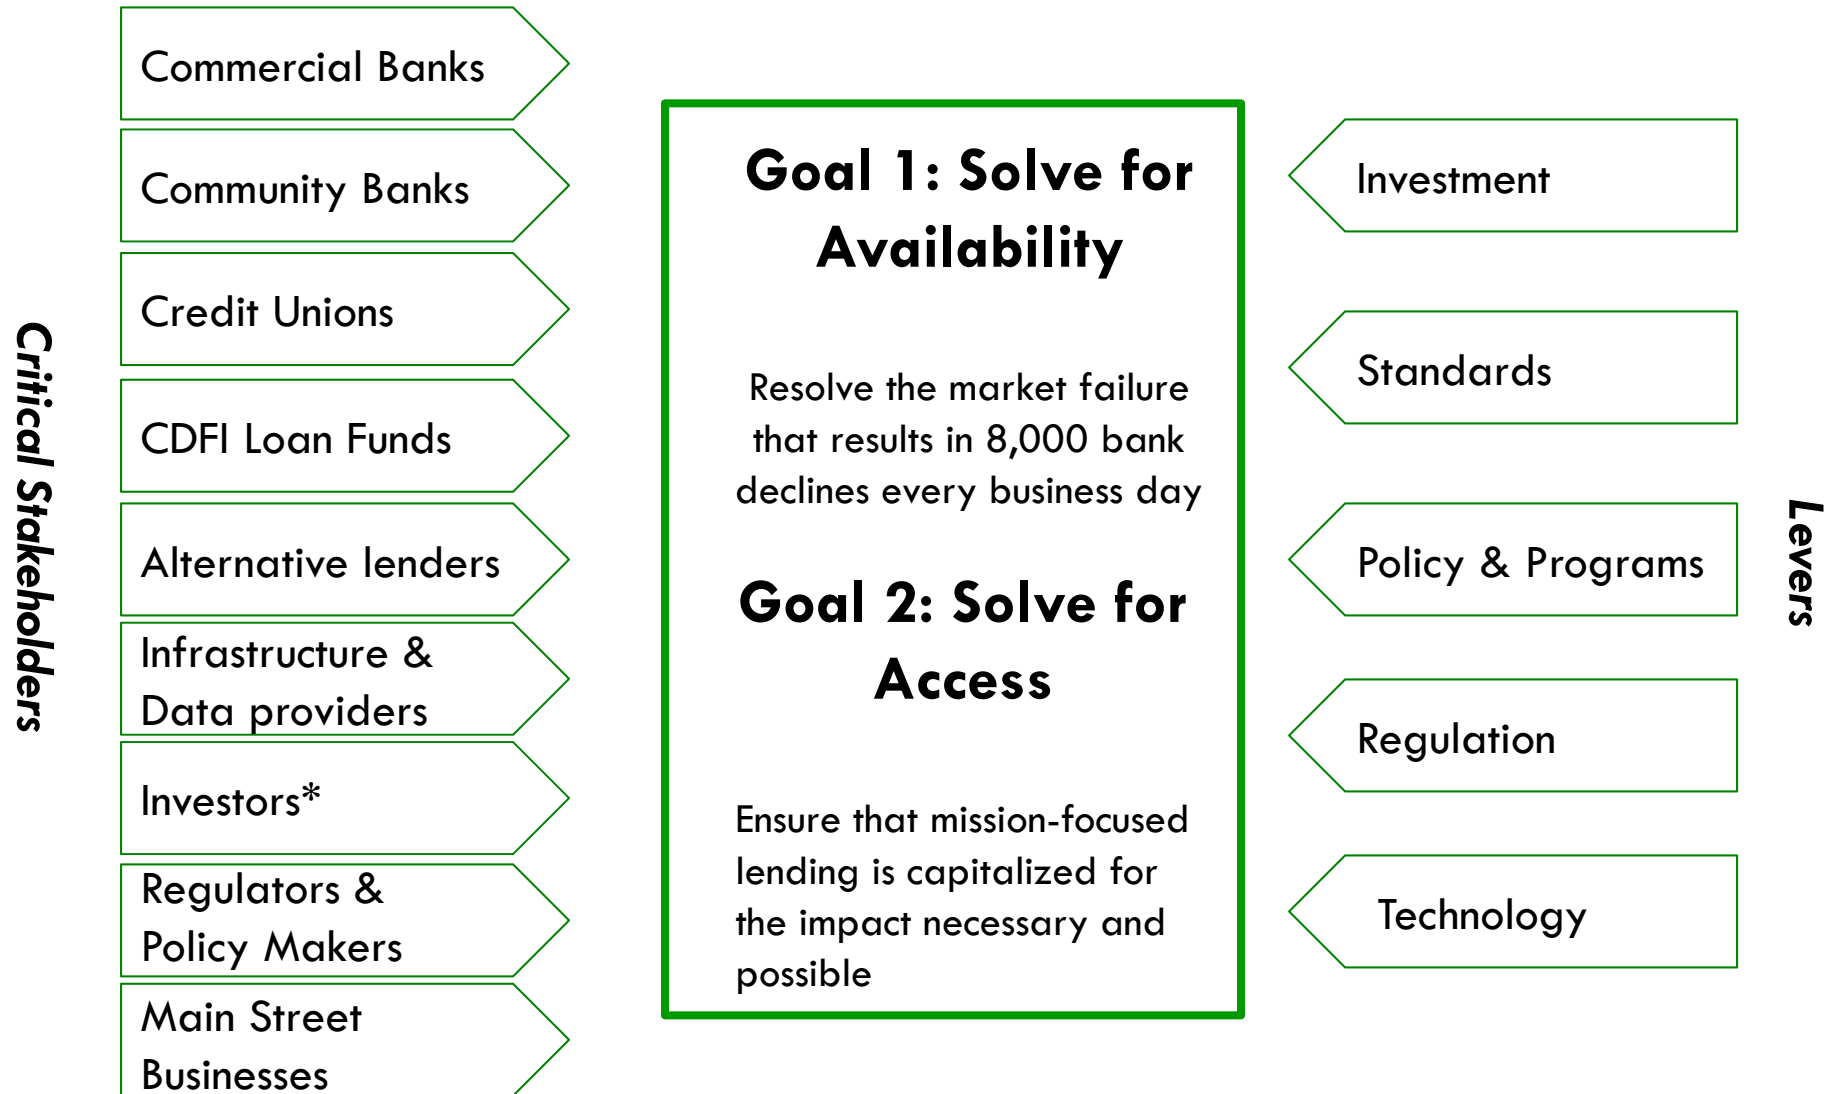 Critical Stakeholders
Commercial Banks
Community Banks
Credit Unions
CDFI Loan Funds
Alternative lenders
Infrastructure &
Data providers
Investors*
Regulators &
Policy Makers
Main Street
Businesses
Goal 1: Solve for
Availability
Resolve the market failure
that results in 8,000 bank
declines every business day
Goal 2: Solve for
Access
Ensure that mission-focused
lending is capitalized for
the impact necessary and
possible
Investment
Standards
Policy & Programs
Regulation
Technology
Levers